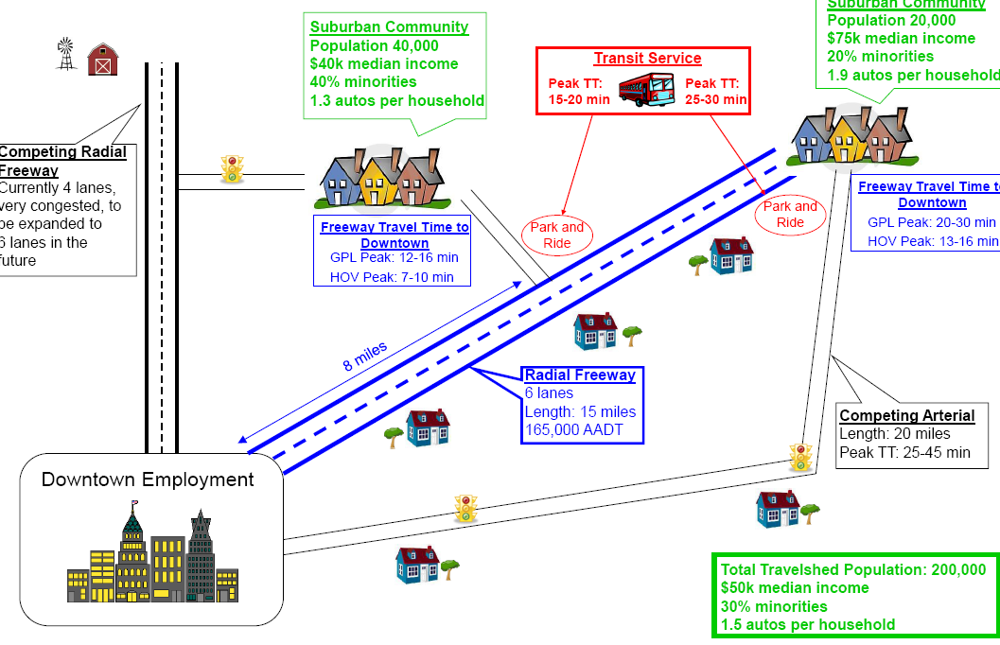 Suburban Community
Population 40,000
$40k median income
40% minorities
1.3 autos per household
Suburban Community
Population 20,000
$75k median income
20% minorities
1.9 autos per household
Transit Service
Peak TT:
15-20 min
Peak TT:
25-30 min
Competing Radial
Freeway
Currently 4 lanes,
very congested, to
be expanded to
6 lanes in the
future
Freeway Travel Time to
Downtown
GPL Peak: 12-16 min
HOV Peak: 7-10 min
Park and
Ride
Park and
Ride
Freeway Travel Time to
Downtown
GPL Peak: 20-30 min
HOV Peak: 13-16 min
8 miles
Radial Freeway
6 lanes
Length: 15 miles
165,000 AADT
Competing Arterial
Length: 20 miles
Peak TT: 25-45 min
Downtown Employment
Total Travelshed Population: 200,000
$50k median income
30% minorities
1.5 autos per household